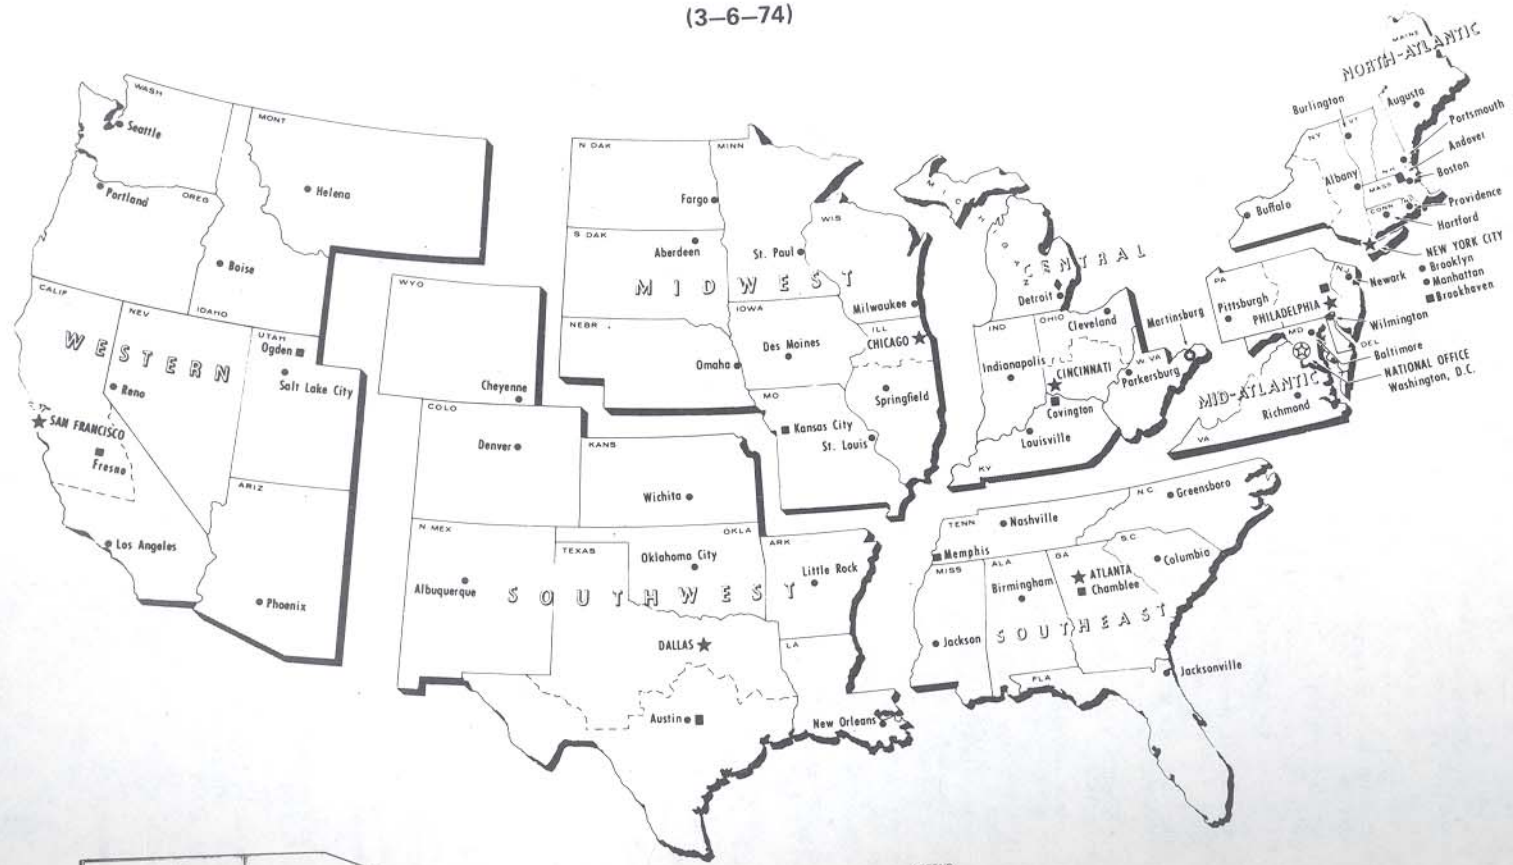 (3–6–74)
WESTERN
WASH
Seattle
OREG
Portland
MONT
Helena
IDAHO
Boise
CALIF
SAN FRANCISCO
Fresno
Los Angeles
NEV
Reno
UTAH
Ogden
Salt Lake City
ARIZ
Phoenix
MIDWEST
N DAK
Fargo
S DAK
Aberdeen
NEBR
Omaha
MINN
St. Paul
WIS
Milwaukee
IOWA
Des Moines
ILL
CHICAGO
Springfield
MO
Kansas City
St. Louis
SOUTHWEST
WYO
Cheyenne
COLO
Denver
KANS
Wichita
N MEX
Albuquerque
OKLA
Oklahoma City
TEXAS
DALLAS
Austin
ARK
Little Rock
LA
New Orleans
CENTRAL
MICHIGAN
Detroit
IND
Indianapolis
OHIO
Cleveland
CINCINNATI
Covington
Louisville
KY
W VA
Parkersburg
Martinsburg
SOUTHEAST
TENN
Nashville
Memphis
N C
Greensboro
S C
Columbia
MISS
Jackson
ALA
Birmingham
GA
ATLANTA
Chamblee
FLA
Jacksonville
NORTH-ATLANTIC
MAINE
Augusta
Burlington
VT
N H
Portsmouth
Andover
Boston
MASS
Providence
R I
CONN
Hartford
NY
Albany
Buffalo
NEW YORK CITY
Brooklyn
Manhattan
Brookhaven
MID-ATLANTIC
PA
Pittsburgh
PHILADELPHIA
N J
Newark
Wilmington
DEL
MD
Baltimore
NATIONAL OFFICE
Washington, D.C.
Richmond
VA